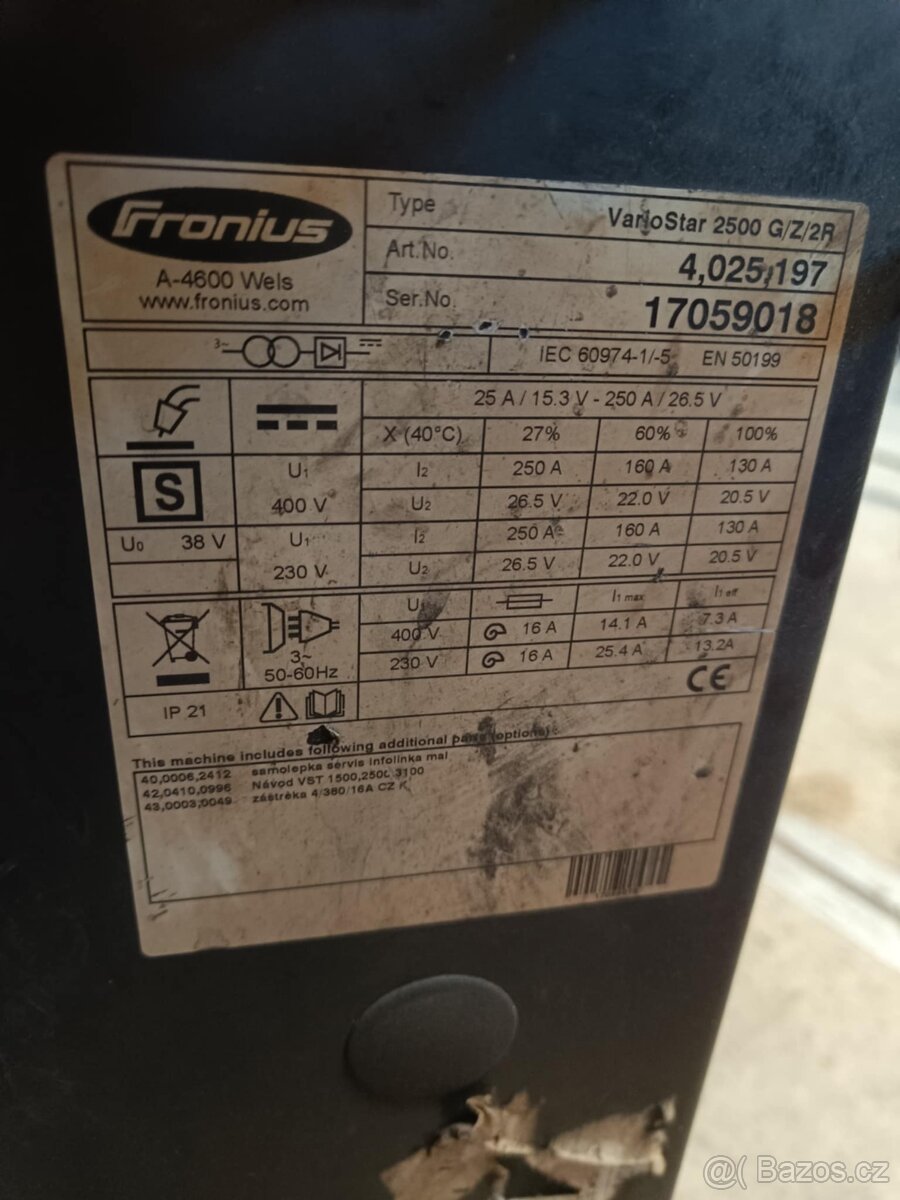 Fronius
A-4600 Wels
www.fronius.com
Type VarioStar 2500 G/Z/2R
Art.No. 4,025,197
Ser.No. 17059018
3~ IEC 60974-1/-5 EN 50199
25 A / 15.3 V - 250 A / 26.5 V
X (40°C) 27% 60% 100%
S U1 400 V I2 250 A 160 A 130 A
U2 26.5 V 22.0 V 20.5 V
U0 38 V U1 230 V I2 250 A 160 A 130 A
U2 26.5 V 22.0 V 20.5 V
U1 I1 max I1 eff
400 V 16 A 14.1 A 7.3 A
230 V 16 A 25.4 A 13.2A
3~
50-60Hz
CE
IP 21
This machine includes following additional parts (options) :
40,0006,2412 samolepka servis infolinka mal
42,0410,0996 Návod VST 1500,2500,3100
43,0003,0049 zástrčka 4/380/16A CZ K
@ Bazos.cz